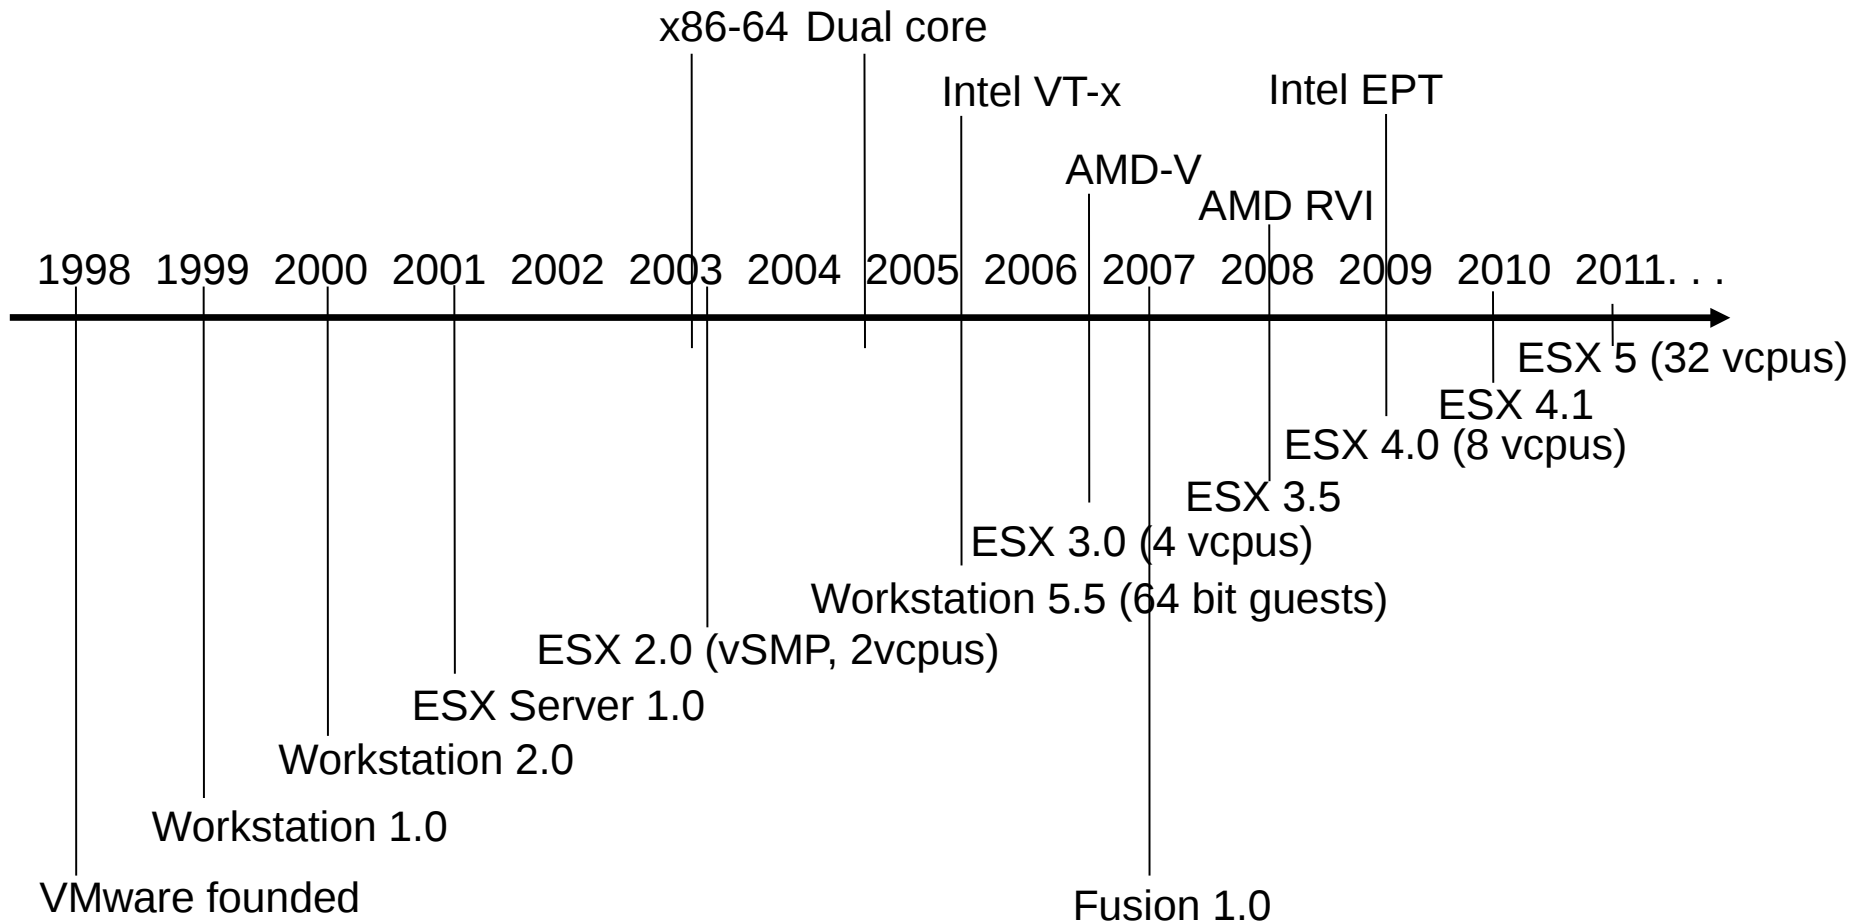 x86-64 Dual core
Intel VT-x
Intel EPT
AMD-V
AMD RVI
1998 1999 2000 2001 2002 2003 2004 2005 2006 2007 2008 2009 2010 2011. . .
ESX 5 (32 vcpus)
ESX 4.1
ESX 4.0 (8 vcpus)
ESX 3.5
ESX 3.0 (4 vcpus)
Workstation 5.5 (64 bit guests)
ESX 2.0 (vSMP, 2vcpus)
ESX Server 1.0
Workstation 2.0
Workstation 1.0
VMware founded
Fusion 1.0